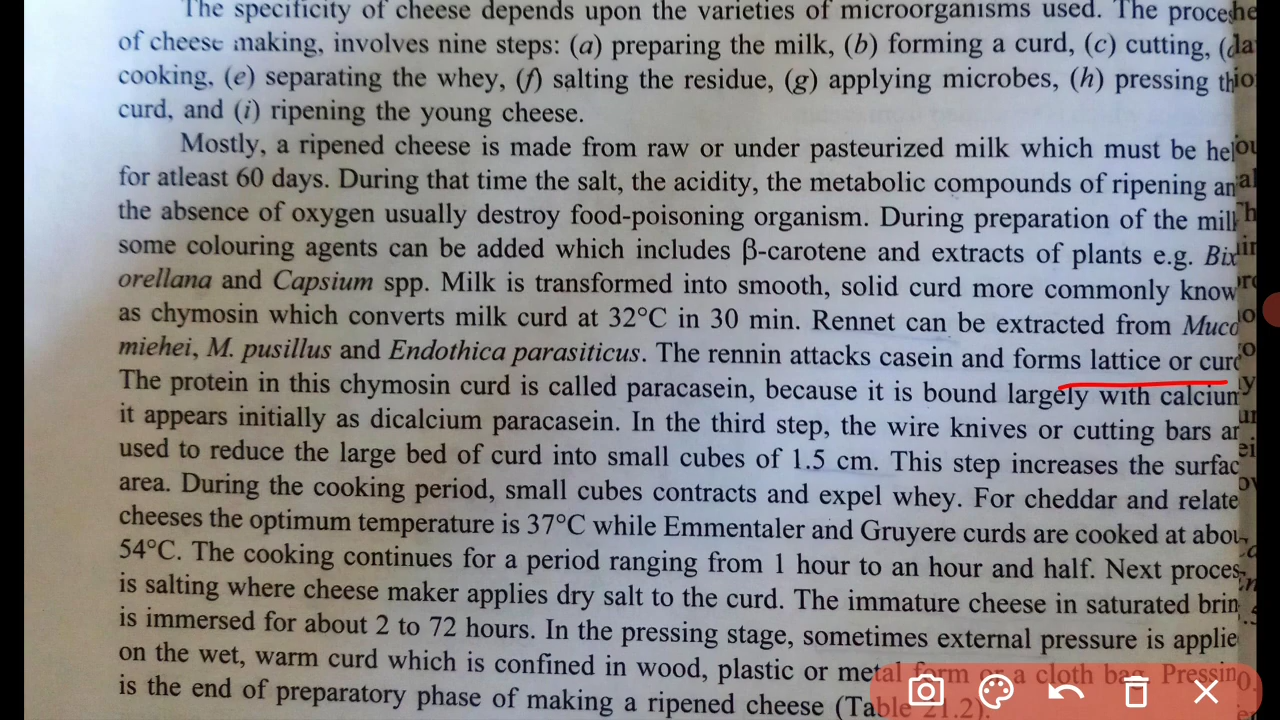 The specificity of cheese depends upon the varieties of microorganisms used. The
of cheese making, involves nine steps: (a) preparing the milk, (b) forming a curd, (c) cutting,
cooking, (e) separating the whey, (f) salting the residue, (g) applying microbes, (h) pressing
curd, and (i) ripening the young cheese.
Mostly, a ripened cheese is made from raw or under pasteurized milk which must be
for atleast 60 days. During that time the salt, the acidity, the metabolic compounds of ripening
the absence of oxygen usually destroy food-poisoning organism. During preparation of the
some colouring agents can be added which includes β-carotene and extracts of plants e.g.
orellana and Capsium spp. Milk is transformed into smooth, solid curd more commonly know
as chymosin which converts milk curd at 32°C in 30 min. Rennet can be extracted from
miehei, M. pusillus and Endothica parasiticus. The rennin attacks casein and forms lattice or
The protein in this chymosin curd is called paracasein, because it is bound largely with
it appears initially as dicalcium paracasein. In the third step, the wire knives or cutting bars
used to reduce the large bed of curd into small cubes of 1.5 cm. This step increases the surfac
area. During the cooking period, small cubes contracts and expel whey. For cheddar and relate
cheeses the optimum temperature is 37°C while Emmentaler and Gruyere curds are cooked at
54°C. The cooking continues for a period ranging from 1 hour to an hour and half. Next
is salting where cheese maker applies dry salt to the curd. The immature cheese in saturated brin
is immersed for about 2 to 72 hours. In the pressing stage, sometimes external pressure is applie
on the wet, warm curd which is confined in wood, plastic or metal form or a cloth bag. Pressin
is the end of preparatory phase of making a ripened cheese (Table 21.2).